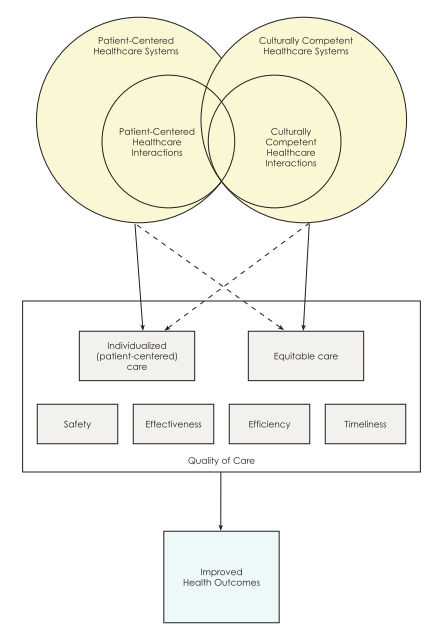 Patient-Centered
Healthcare Systems
Culturally Competent
Healthcare Systems
Patient-Centered
Healthcare
Interactions
Culturally
Competent
Healthcare
Interactions
Individualized
(patient-centered)
care
Equitable care
Safety
Effectiveness
Efficiency
Timeliness
Quality of Care
Improved
Health Outcomes